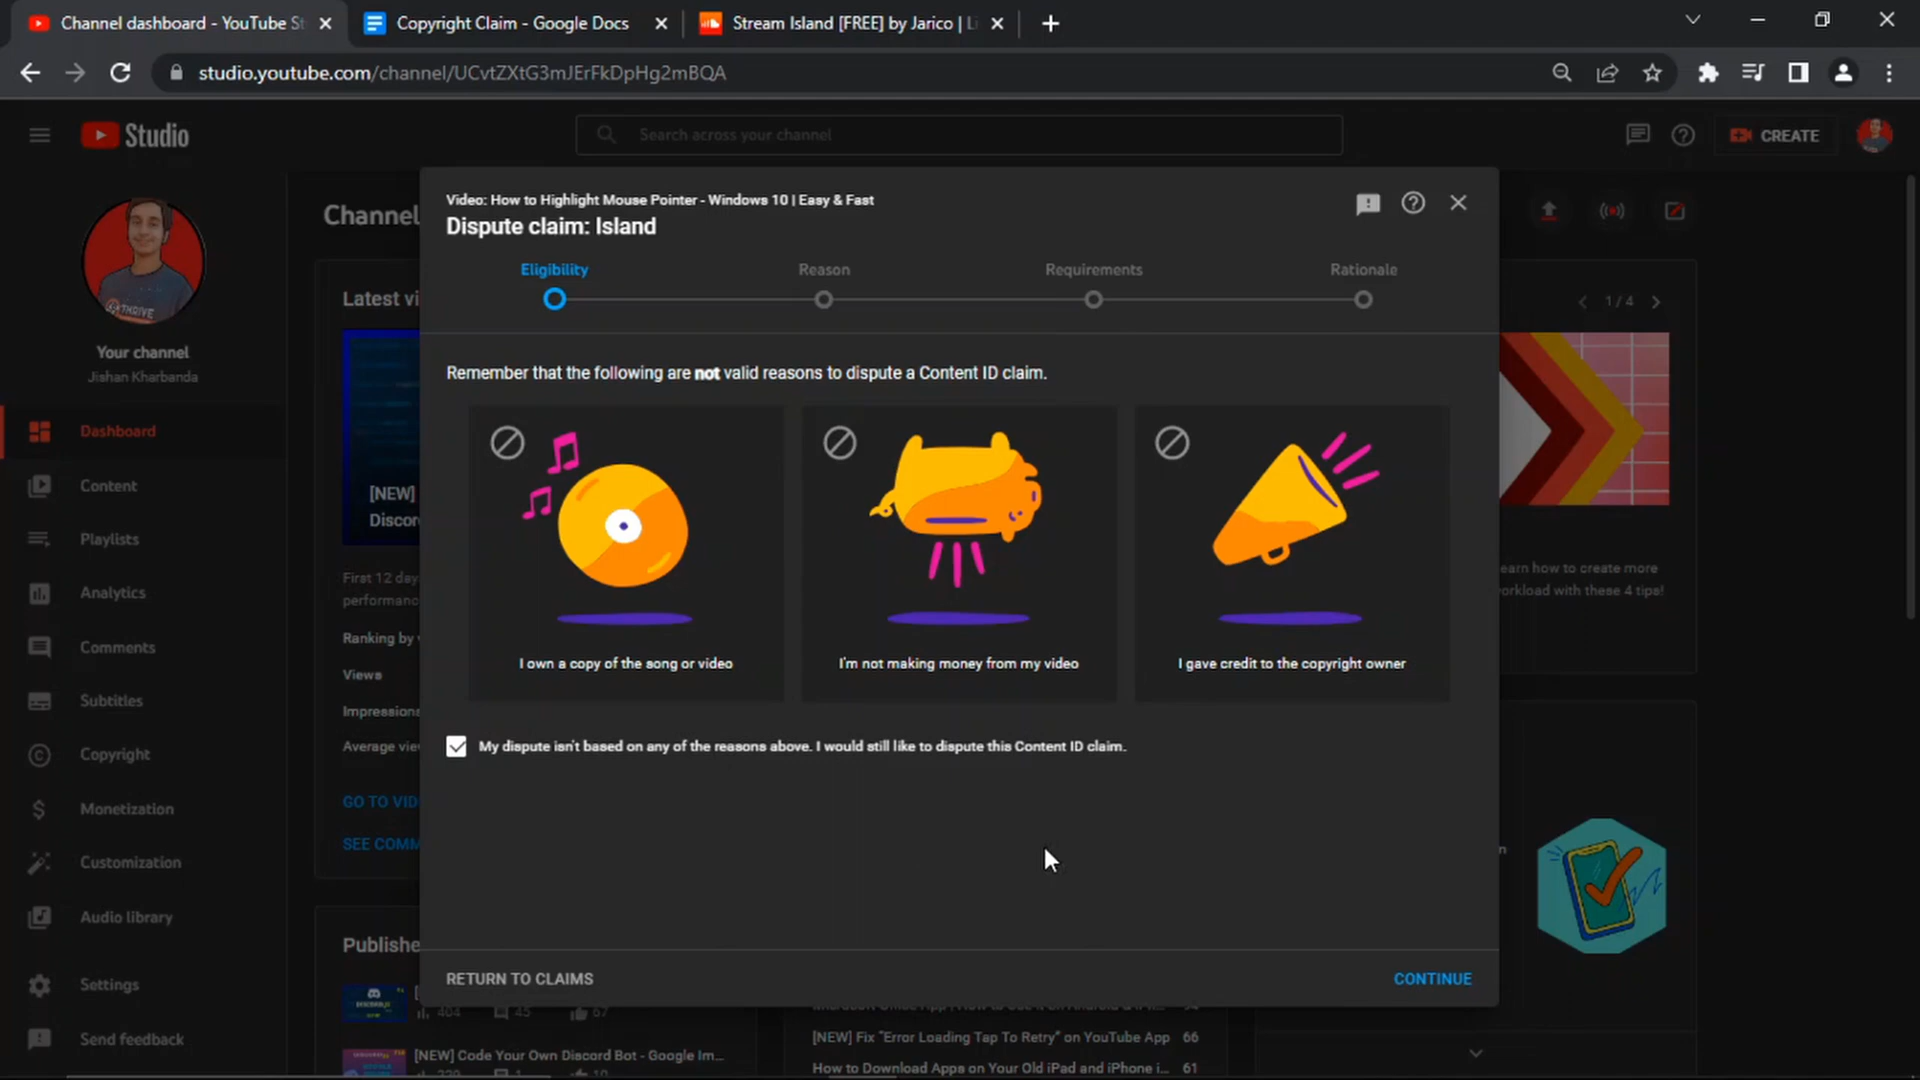 Channel dashboard - YouTube St
Copyright Claim - Google Docs
Stream Island [FREE] by Jarico | Li
studio.youtube.com/channel/UCvtZXtG3mJErFkDpHg2mBQA
Studio
Search across your channel
CREATE
Your channel
Jishan Kharbanda
Dashboard
Content
Playlists
Analytics
Comments
Subtitles
Copyright
Monetization
Customization
Audio library
Settings
Send feedback
Channel
Latest vi
[NEW]
Discor
First 12 day
performanc
Ranking by
Views
Impressions
Average vie
GO TO VID
SEE COMM
Publishe
Video: How to Highlight Mouse Pointer - Windows 10 | Easy & Fast
Dispute claim: Island
Eligibility
Reason
Requirements
Rationale
Remember that the following are not valid reasons to dispute a Content ID claim.
I own a copy of the song or video
I'm not making money from my video
I gave credit to the copyright owner
My dispute isn't based on any of the reasons above. I would still like to dispute this Content ID claim.
RETURN TO CLAIMS
CONTINUE
1 / 4
earn how to create more
orkload with these 4 tips!
404
45
67
[NEW] Code Your Own Discord Bot - Google Im...
[NEW] Fix "Error Loading Tap To Retry" on YouTube App 66
How to Download Apps on Your Old iPad and iPhone i... 61